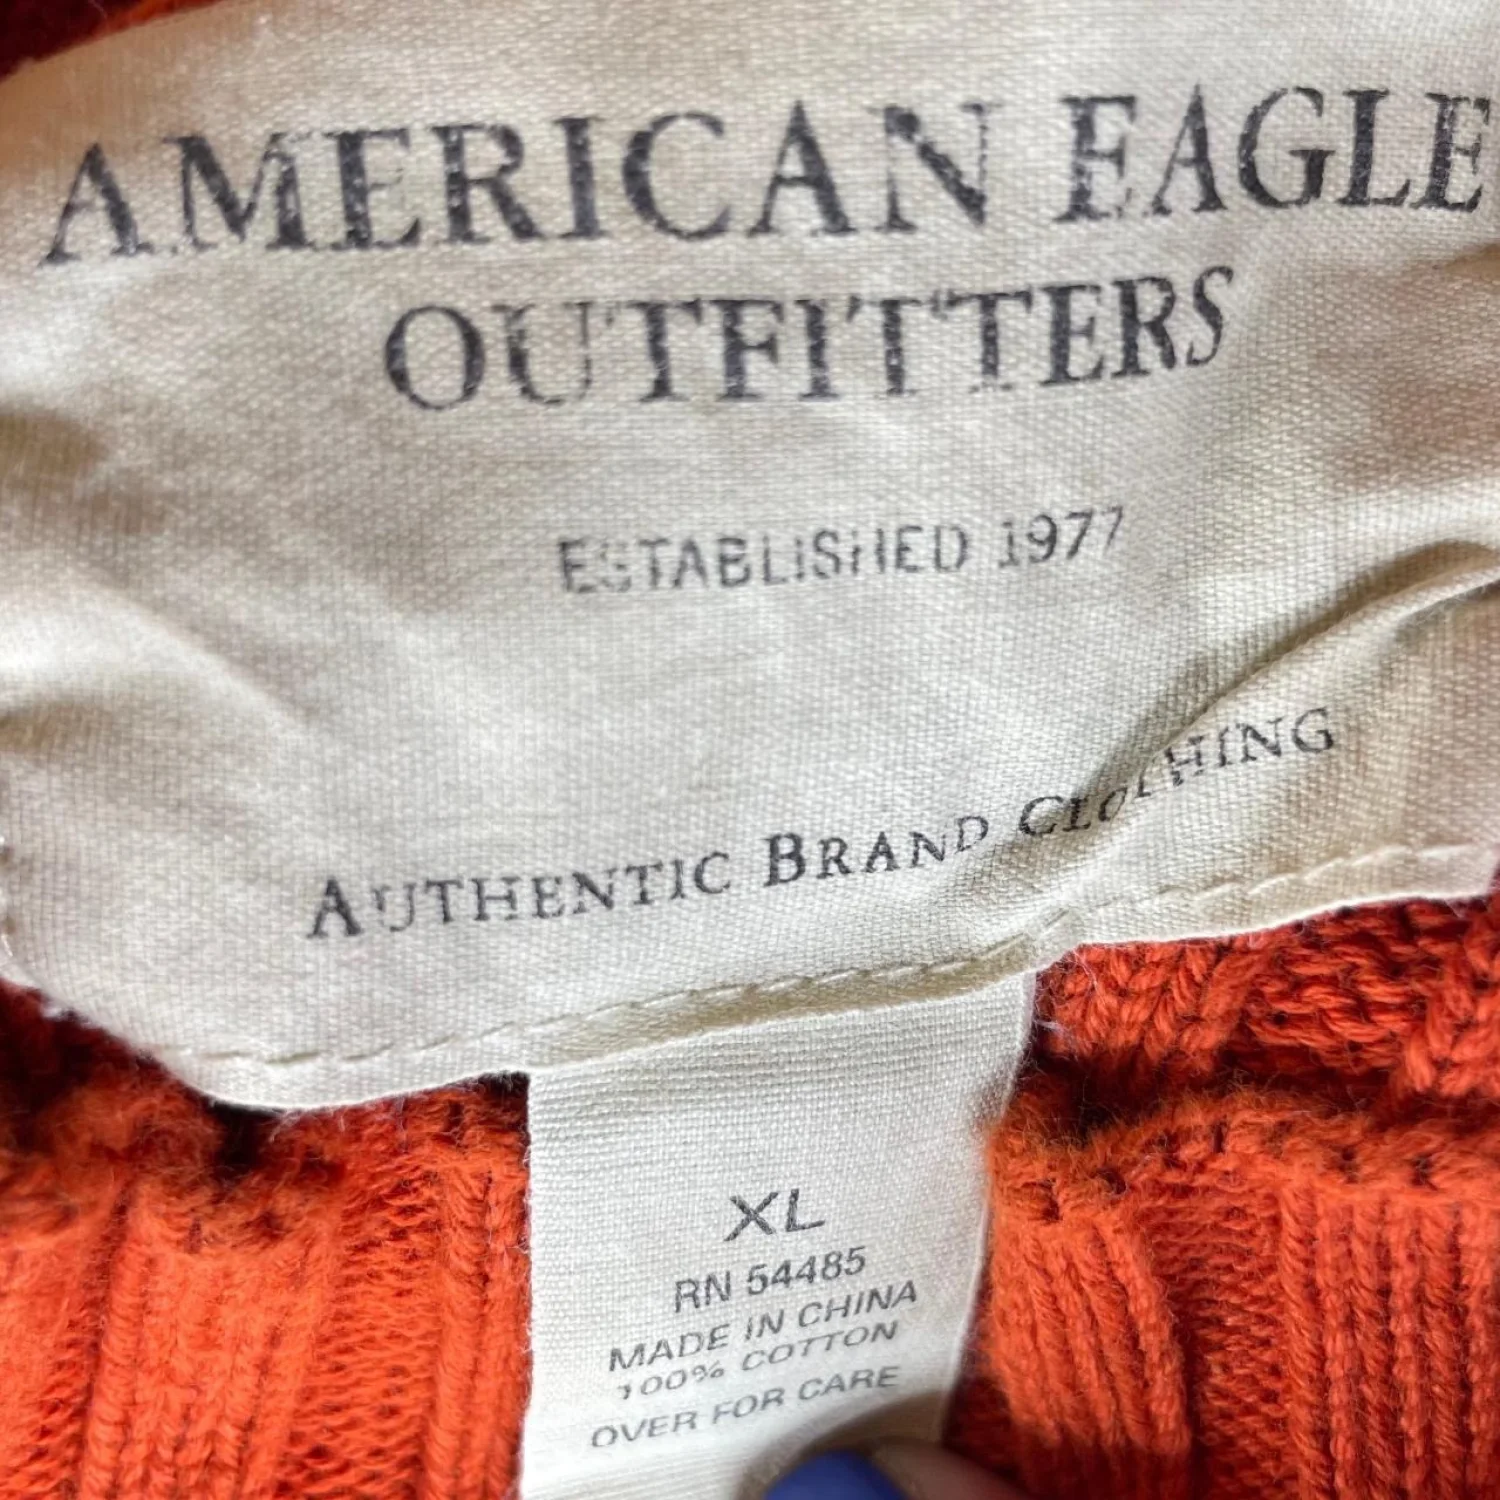 AMERICAN EAGLE
OUTFITTERS
ESTABLISHED 1977
AUTHENTIC BRAND CLOTHING
XL
RN 54485
MADE IN CHINA
100% COTTON
OVER FOR CARE